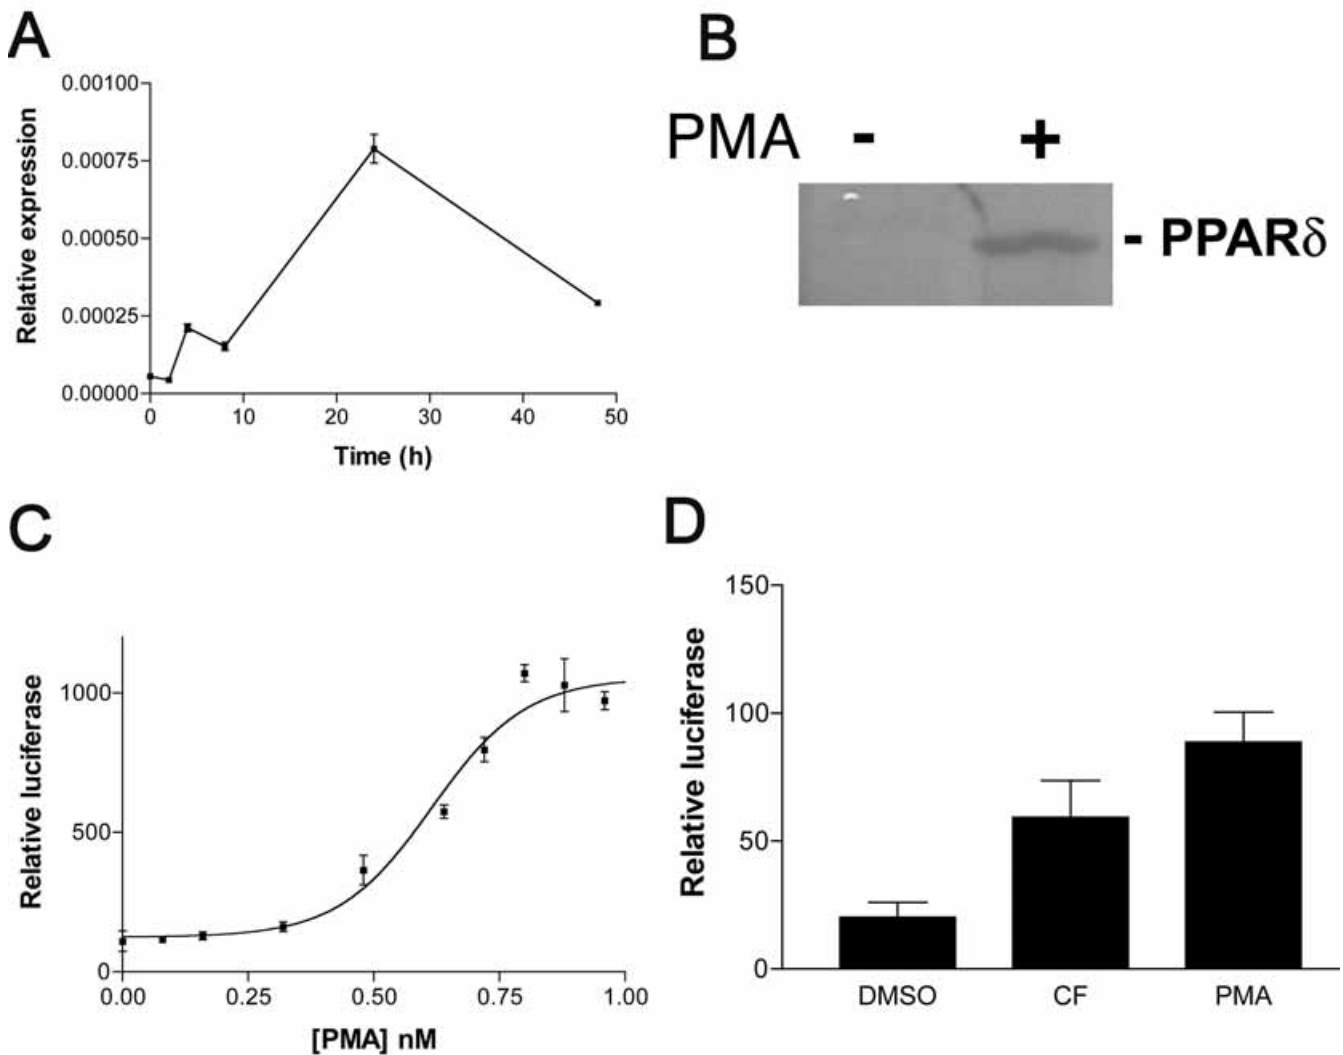 A
0.00100
0.00075
0.00050
0.00025
0.00000
Relative expression
0 10 20 30 40 50
Time (h)
B
PMA - +
- PPARδ
C
1000
500
0
Relative luciferase
0.00 0.25 0.50 0.75 1.00
[PMA] nM
D
150
100
50
0
Relative luciferase
DMSO CF PMA